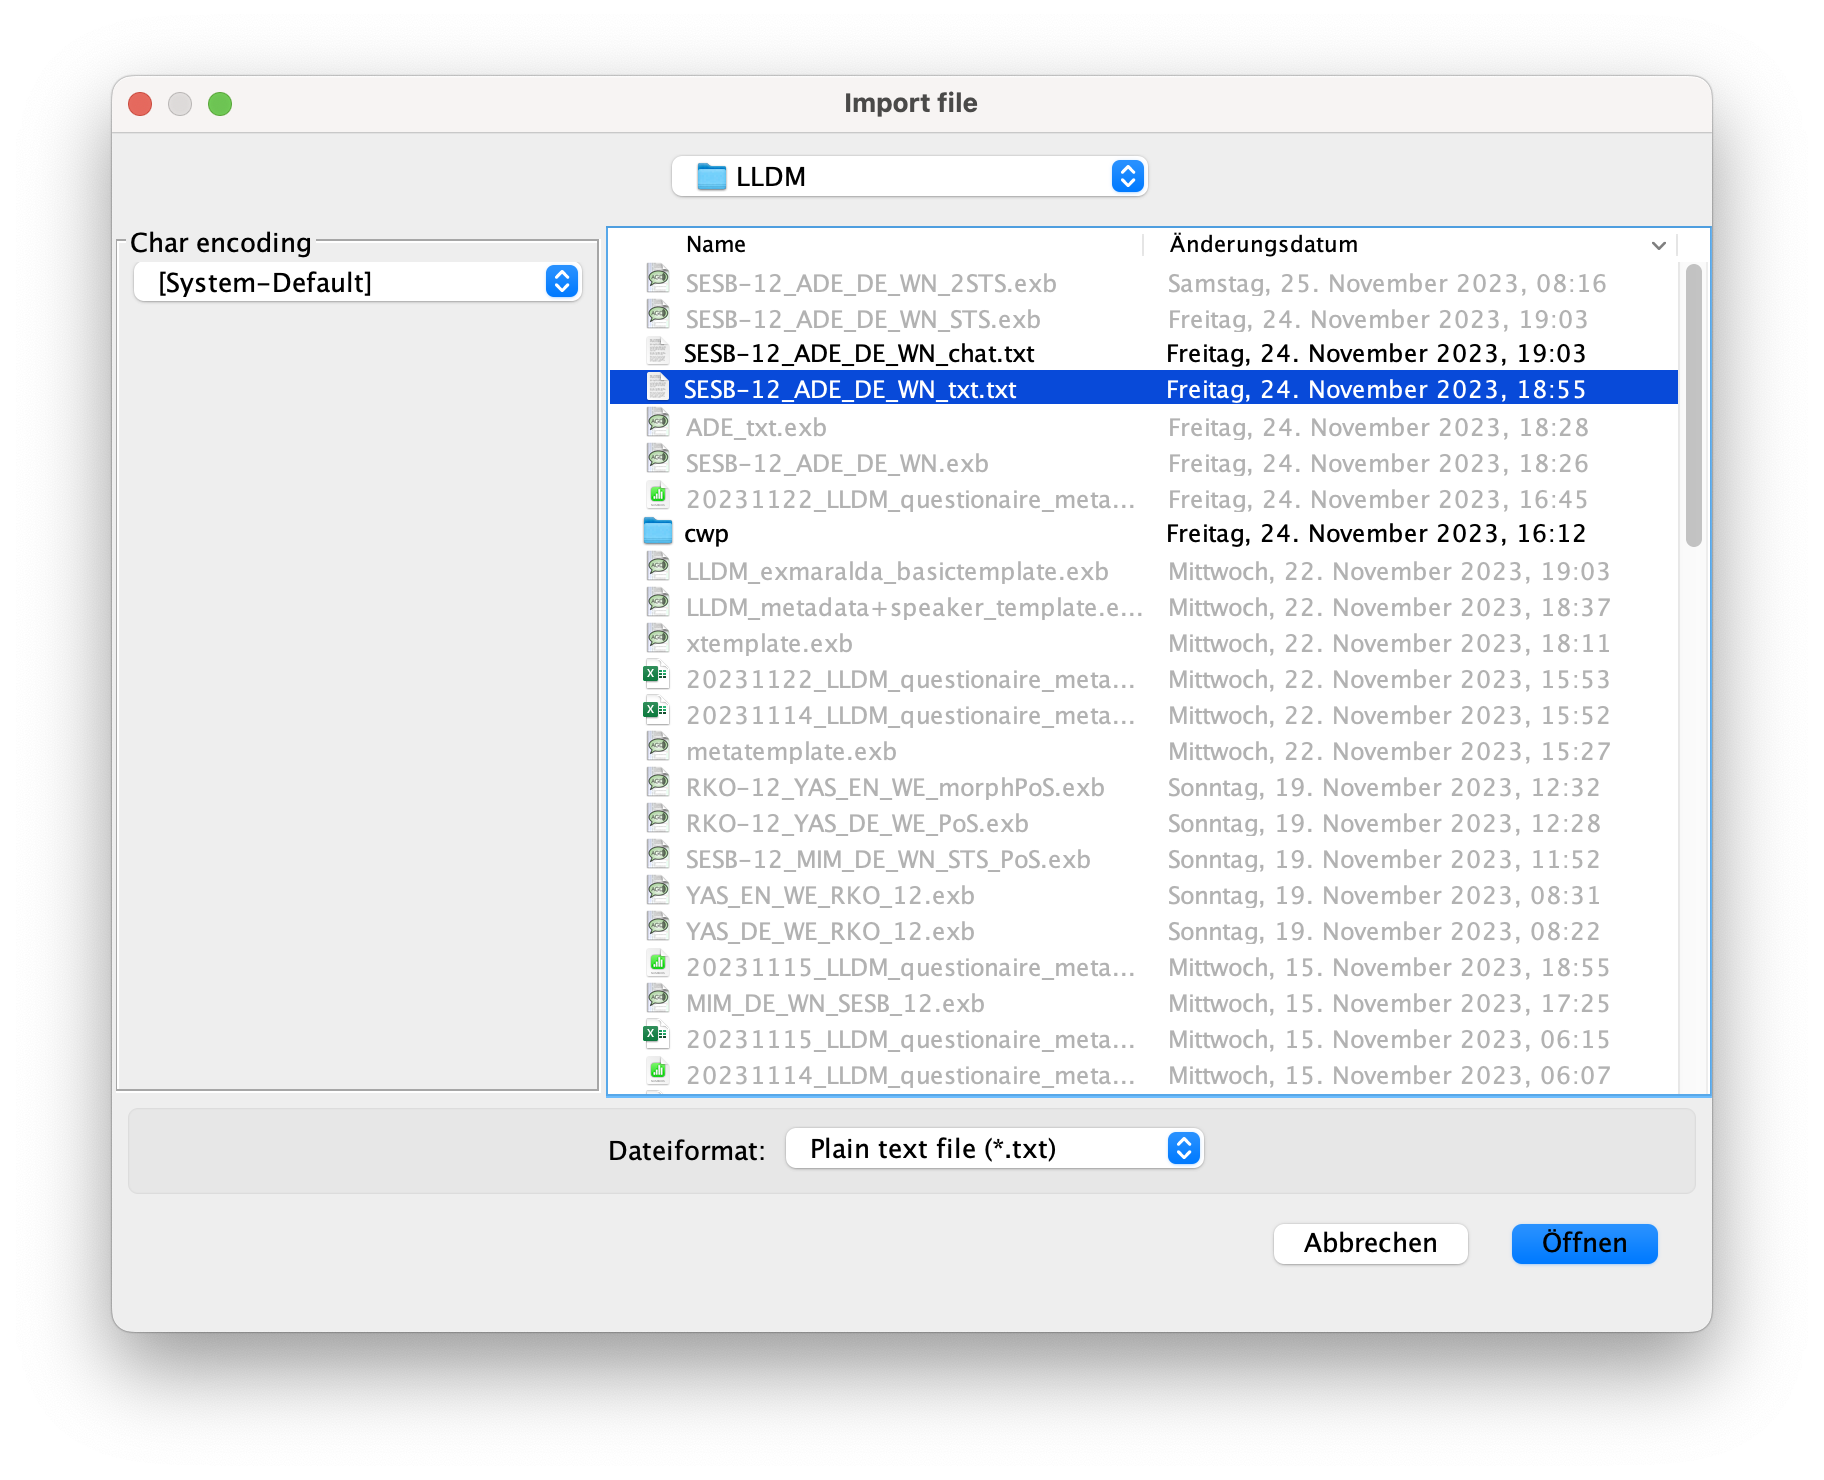 Import file
LLDM
Char encoding
[System-Default]
Name Änderungsdatum
SESB-12_ADE_DE_WN_2STS.exb Samstag, 25. November 2023, 08:16
SESB-12_ADE_DE_WN_STS.exb Freitag, 24. November 2023, 19:03
SESB-12_ADE_DE_WN_chat.txt Freitag, 24. November 2023, 19:03
SESB-12_ADE_DE_WN_txt.txt Freitag, 24. November 2023, 18:55
ADE_txt.exb Freitag, 24. November 2023, 18:28
SESB-12_ADE_DE_WN.exb Freitag, 24. November 2023, 18:26
20231122_LLDM_questionaire_meta... Freitag, 24. November 2023, 16:45
cwp Freitag, 24. November 2023, 16:12
LLDM_exmaralda_basictemplate.exb Mittwoch, 22. November 2023, 19:03
LLDM_metadata+speaker_template.e... Mittwoch, 22. November 2023, 18:37
xtemplate.exb Mittwoch, 22. November 2023, 18:11
20231122_LLDM_questionaire_meta... Mittwoch, 22. November 2023, 15:53
20231114_LLDM_questionaire_meta... Mittwoch, 22. November 2023, 15:52
metatemplate.exb Mittwoch, 22. November 2023, 15:27
RKO-12_YAS_EN_WE_morphPoS.exb Sonntag, 19. November 2023, 12:32
RKO-12_YAS_DE_WE_PoS.exb Sonntag, 19. November 2023, 12:28
SESB-12_MIM_DE_WN_STS_PoS.exb Sonntag, 19. November 2023, 11:52
YAS_EN_WE_RKO_12.exb Sonntag, 19. November 2023, 08:31
YAS_DE_WE_RKO_12.exb Sonntag, 19. November 2023, 08:22
20231115_LLDM_questionaire_meta... Mittwoch, 15. November 2023, 18:55
MIM_DE_WN_SESB_12.exb Mittwoch, 15. November 2023, 17:25
20231115_LLDM_questionaire_meta... Mittwoch, 15. November 2023, 06:15
20231114_LLDM_questionaire_meta... Mittwoch, 15. November 2023, 06:07
Dateiformat: Plain text file (*.txt)
Abbrechen Öffnen